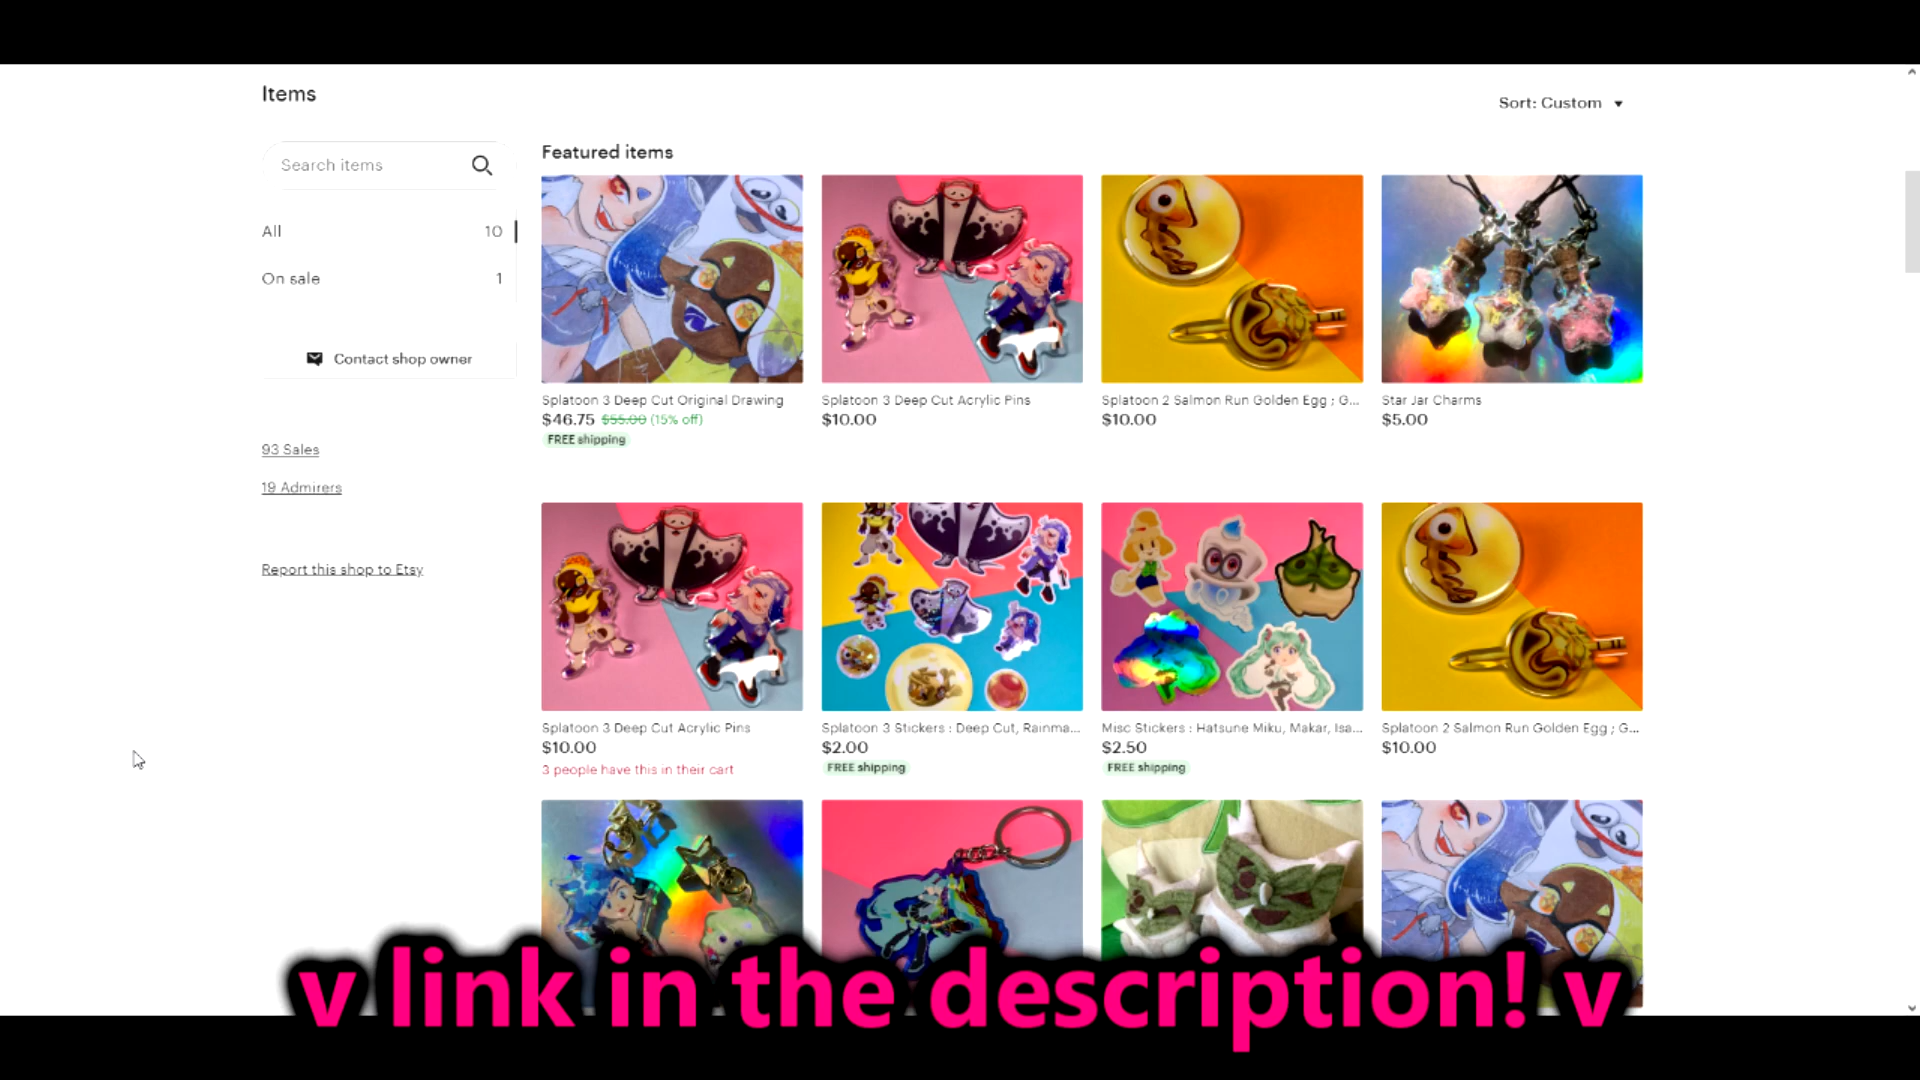 Items
Sort: Custom
Search items
All 10
On sale 1
Contact shop owner
93 Sales
19 Admirers
Report this shop to Etsy
Featured items
Splatoon 3 Deep Cut Original Drawing
$46.75 $55.00 (15% off)
FREE shipping
Splatoon 3 Deep Cut Acrylic Pins
$10.00
Splatoon 2 Salmon Run Golden Egg ; G...
$10.00
Star Jar Charms
$5.00
Splatoon 3 Deep Cut Acrylic Pins
$10.00
3 people have this in their cart
Splatoon 3 Stickers : Deep Cut, Rainma...
$2.00
FREE shipping
Misc Stickers : Hatsune Miku, Makar, Isa...
$2.50
FREE shipping
Splatoon 2 Salmon Run Golden Egg ; G...
$10.00
v link in the description! v